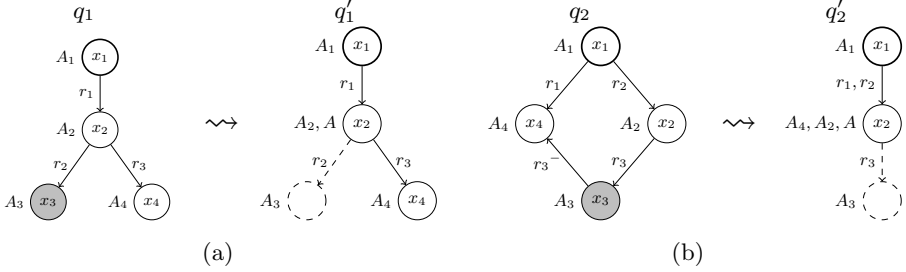 q₁ q′₁ q₂ q′₂
A₁ x₁ A₁ x₁ A₁ x₁ A₁ x₁
r₁ r₁ r₁ r₂ r₁, r₂
A₂ x₂ ⇝ A₂, A x₂ A₄ x₄ A₂ x₂ ⇝ A₄, A₂, A x₂
r₂ r₃ r₂ r₃ r₃⁻ r₃ r₃
A₃ x₃ A₄ x₄ A₃ A₄ x₄ A₃ x₃ A₃
(a) (b)